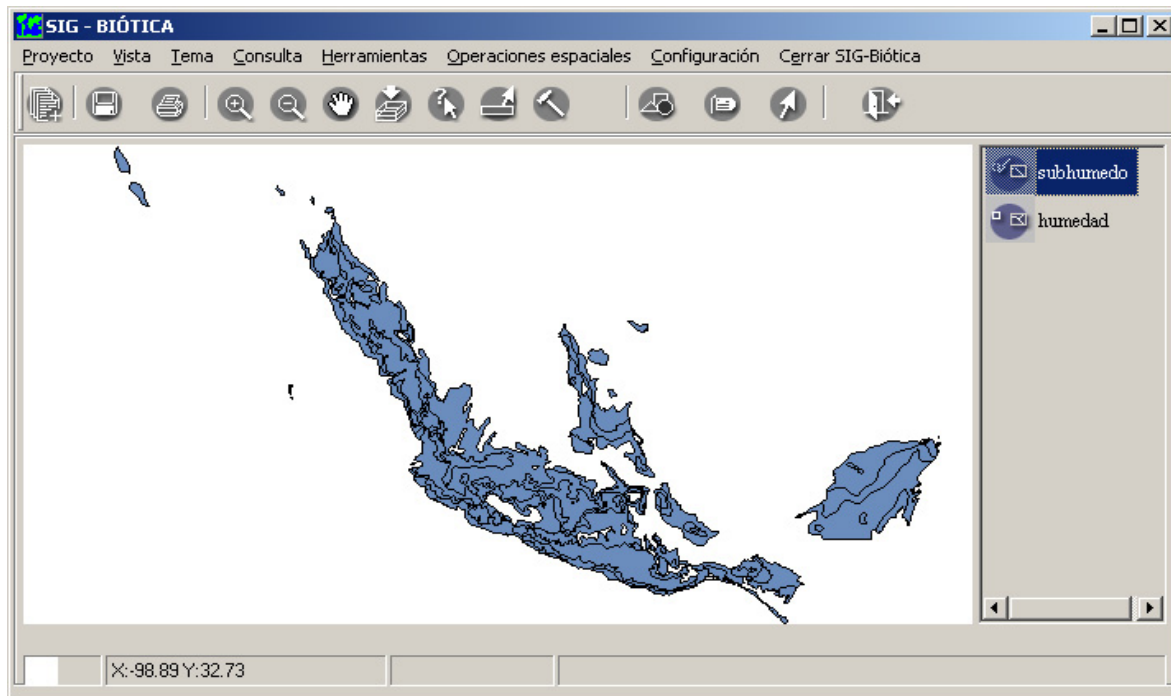 SIG - BIÓTICA
Proyecto Vista Tema Consulta Herramientas Operaciones espaciales Configuración Cerrar SIG-Biótica
subhumedo
humedad
X:-98.89 Y:32.73